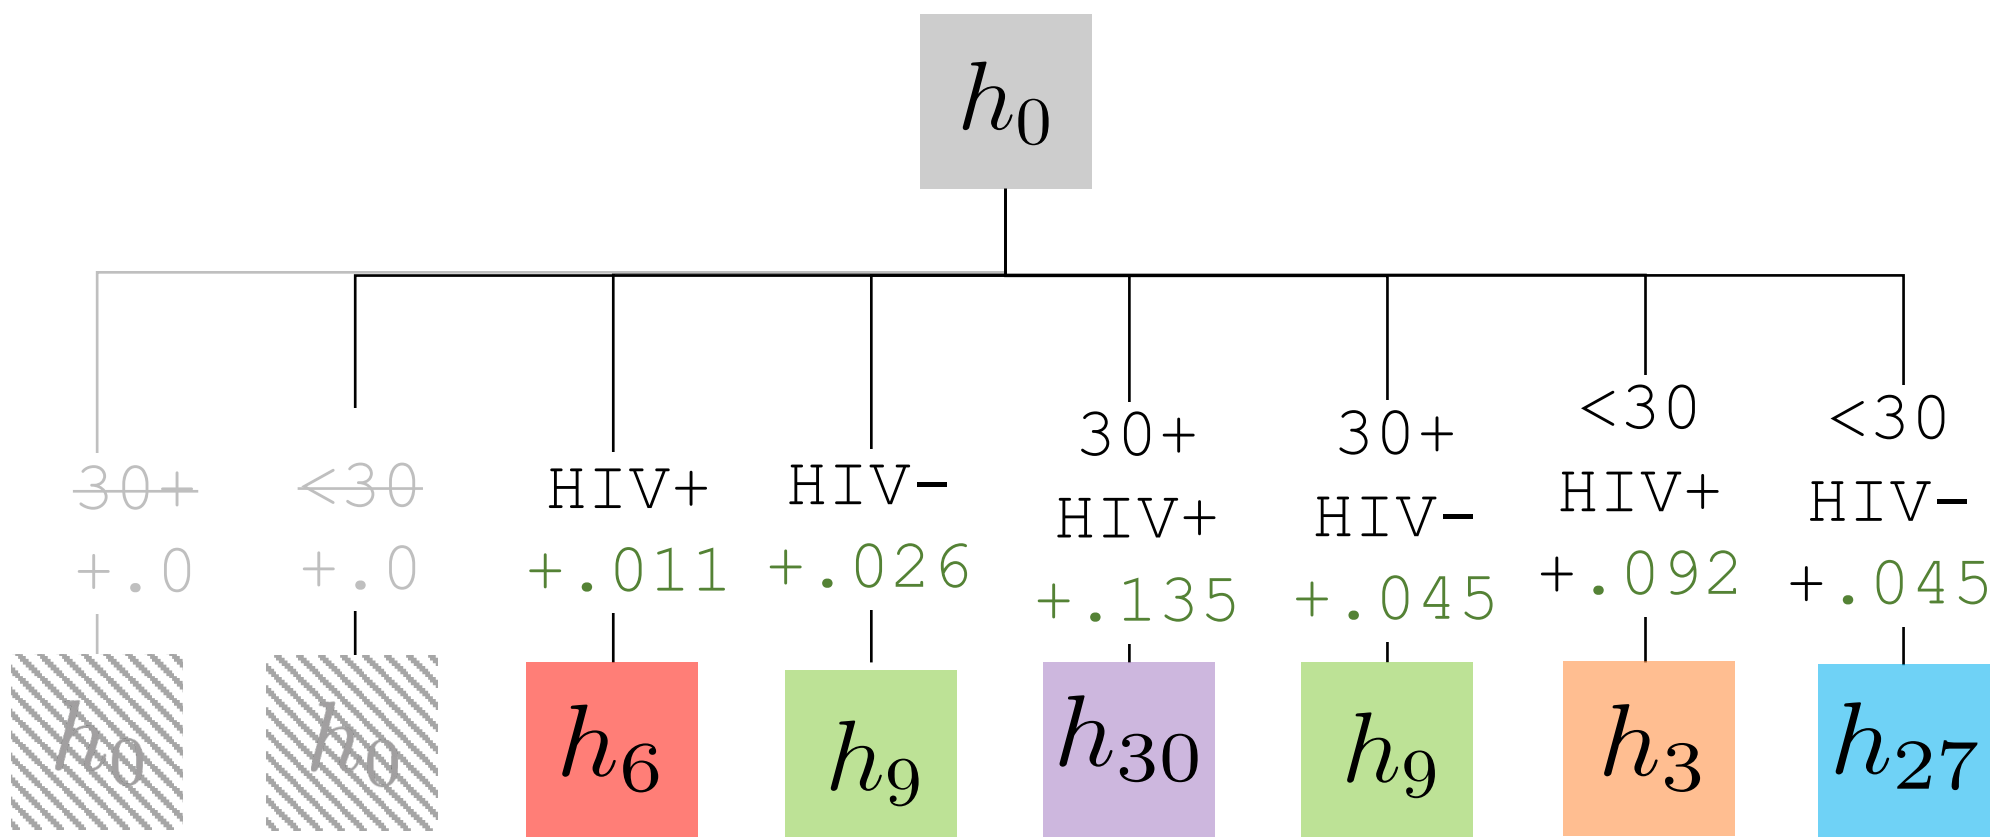 h0
30+
+.0
h0
<30
+.0
h0
HIV+
+.011
h6
HIV-
+.026
h9
30+
HIV+
+.135
h30
30+
HIV-
+.045
h9
<30
HIV+
+.092
h3
<30
HIV-
+.045
h27